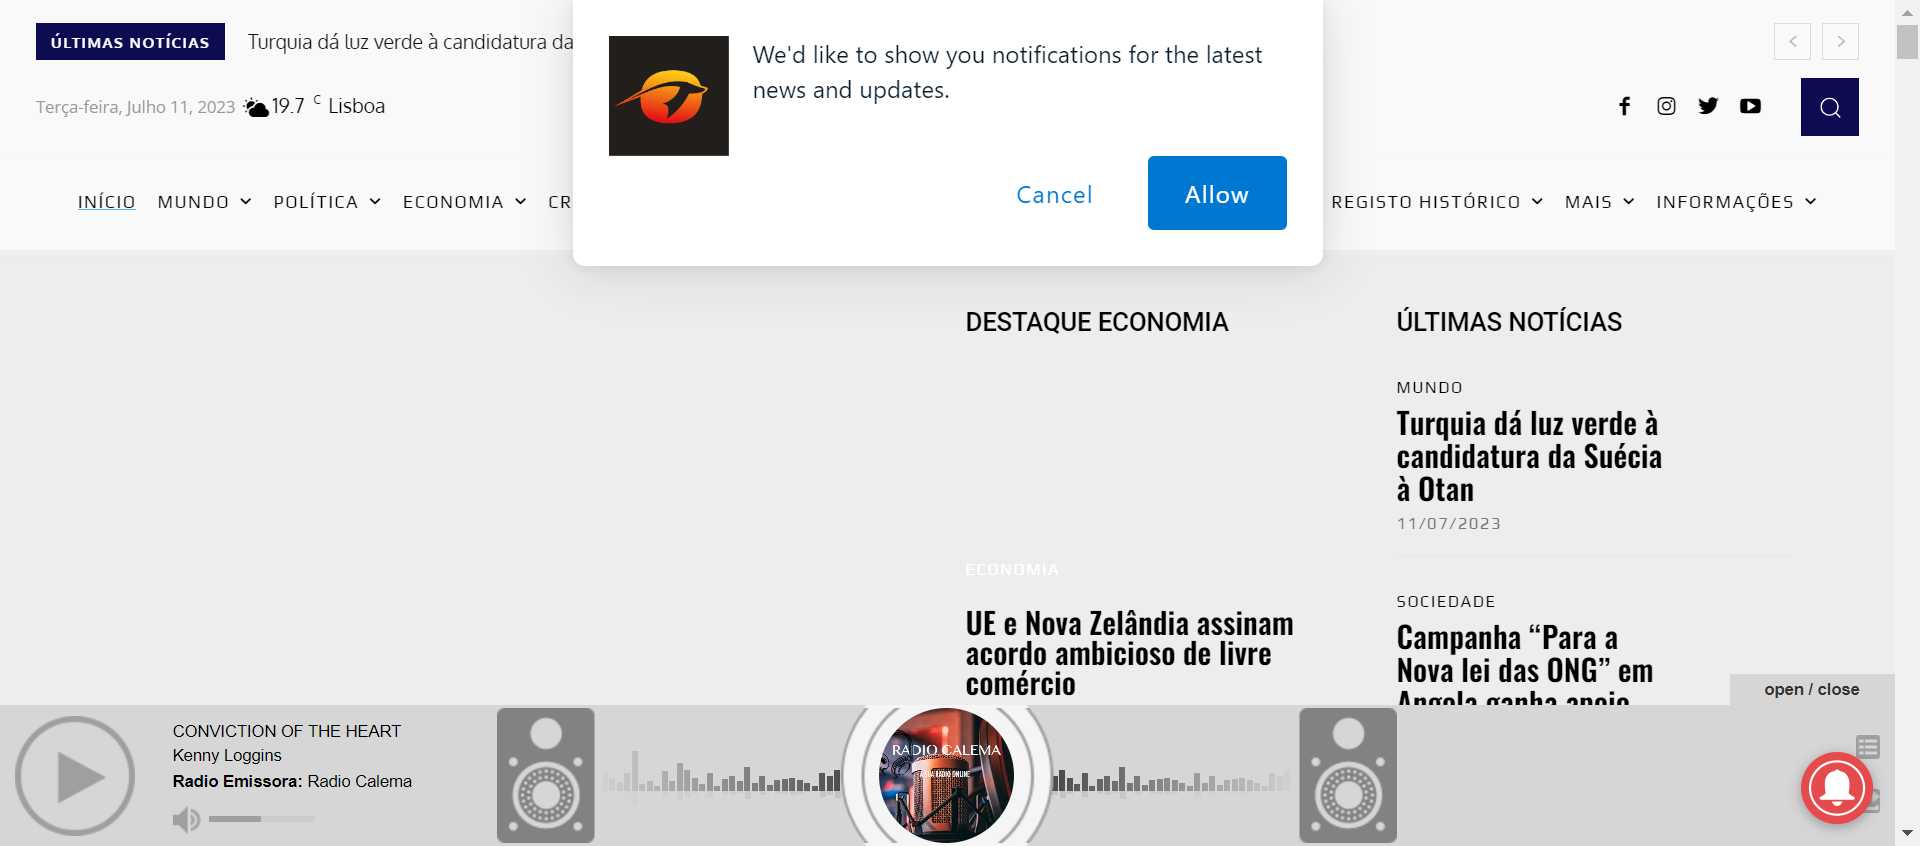 ÚLTIMAS NOTÍCIAS
Turquia dá luz verde à candidatura da
We'd like to show you notifications for the latest
news and updates.
Cancel
Allow
Terça-feira, Julho 11, 2023
19.7 C Lisboa
INÍCIO
MUNDO
POLÍTICA
ECONOMIA
CR
REGISTO HISTÓRICO
MAIS
INFORMAÇÕES
DESTAQUE ECONOMIA
ECONOMIA
UE e Nova Zelândia assinam
acordo ambicioso de livre
comércio
ÚLTIMAS NOTÍCIAS
MUNDO
Turquia dá luz verde à
candidatura da Suécia
à Otan
11/07/2023
SOCIEDADE
Campanha “Para a
Nova lei das ONG” em
Angola ganha apoio
open / close
CONVICTION OF THE HEART
Kenny Loggins
Radio Emissora: Radio Calema
RADIO CALEMA
A SUA RADIO ONLINE